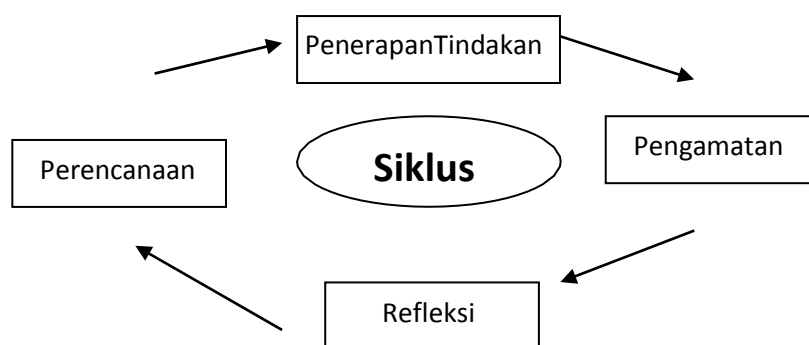 PenerapanTindakan
Perencanaan
Siklus
Pengamatan
Refleksi